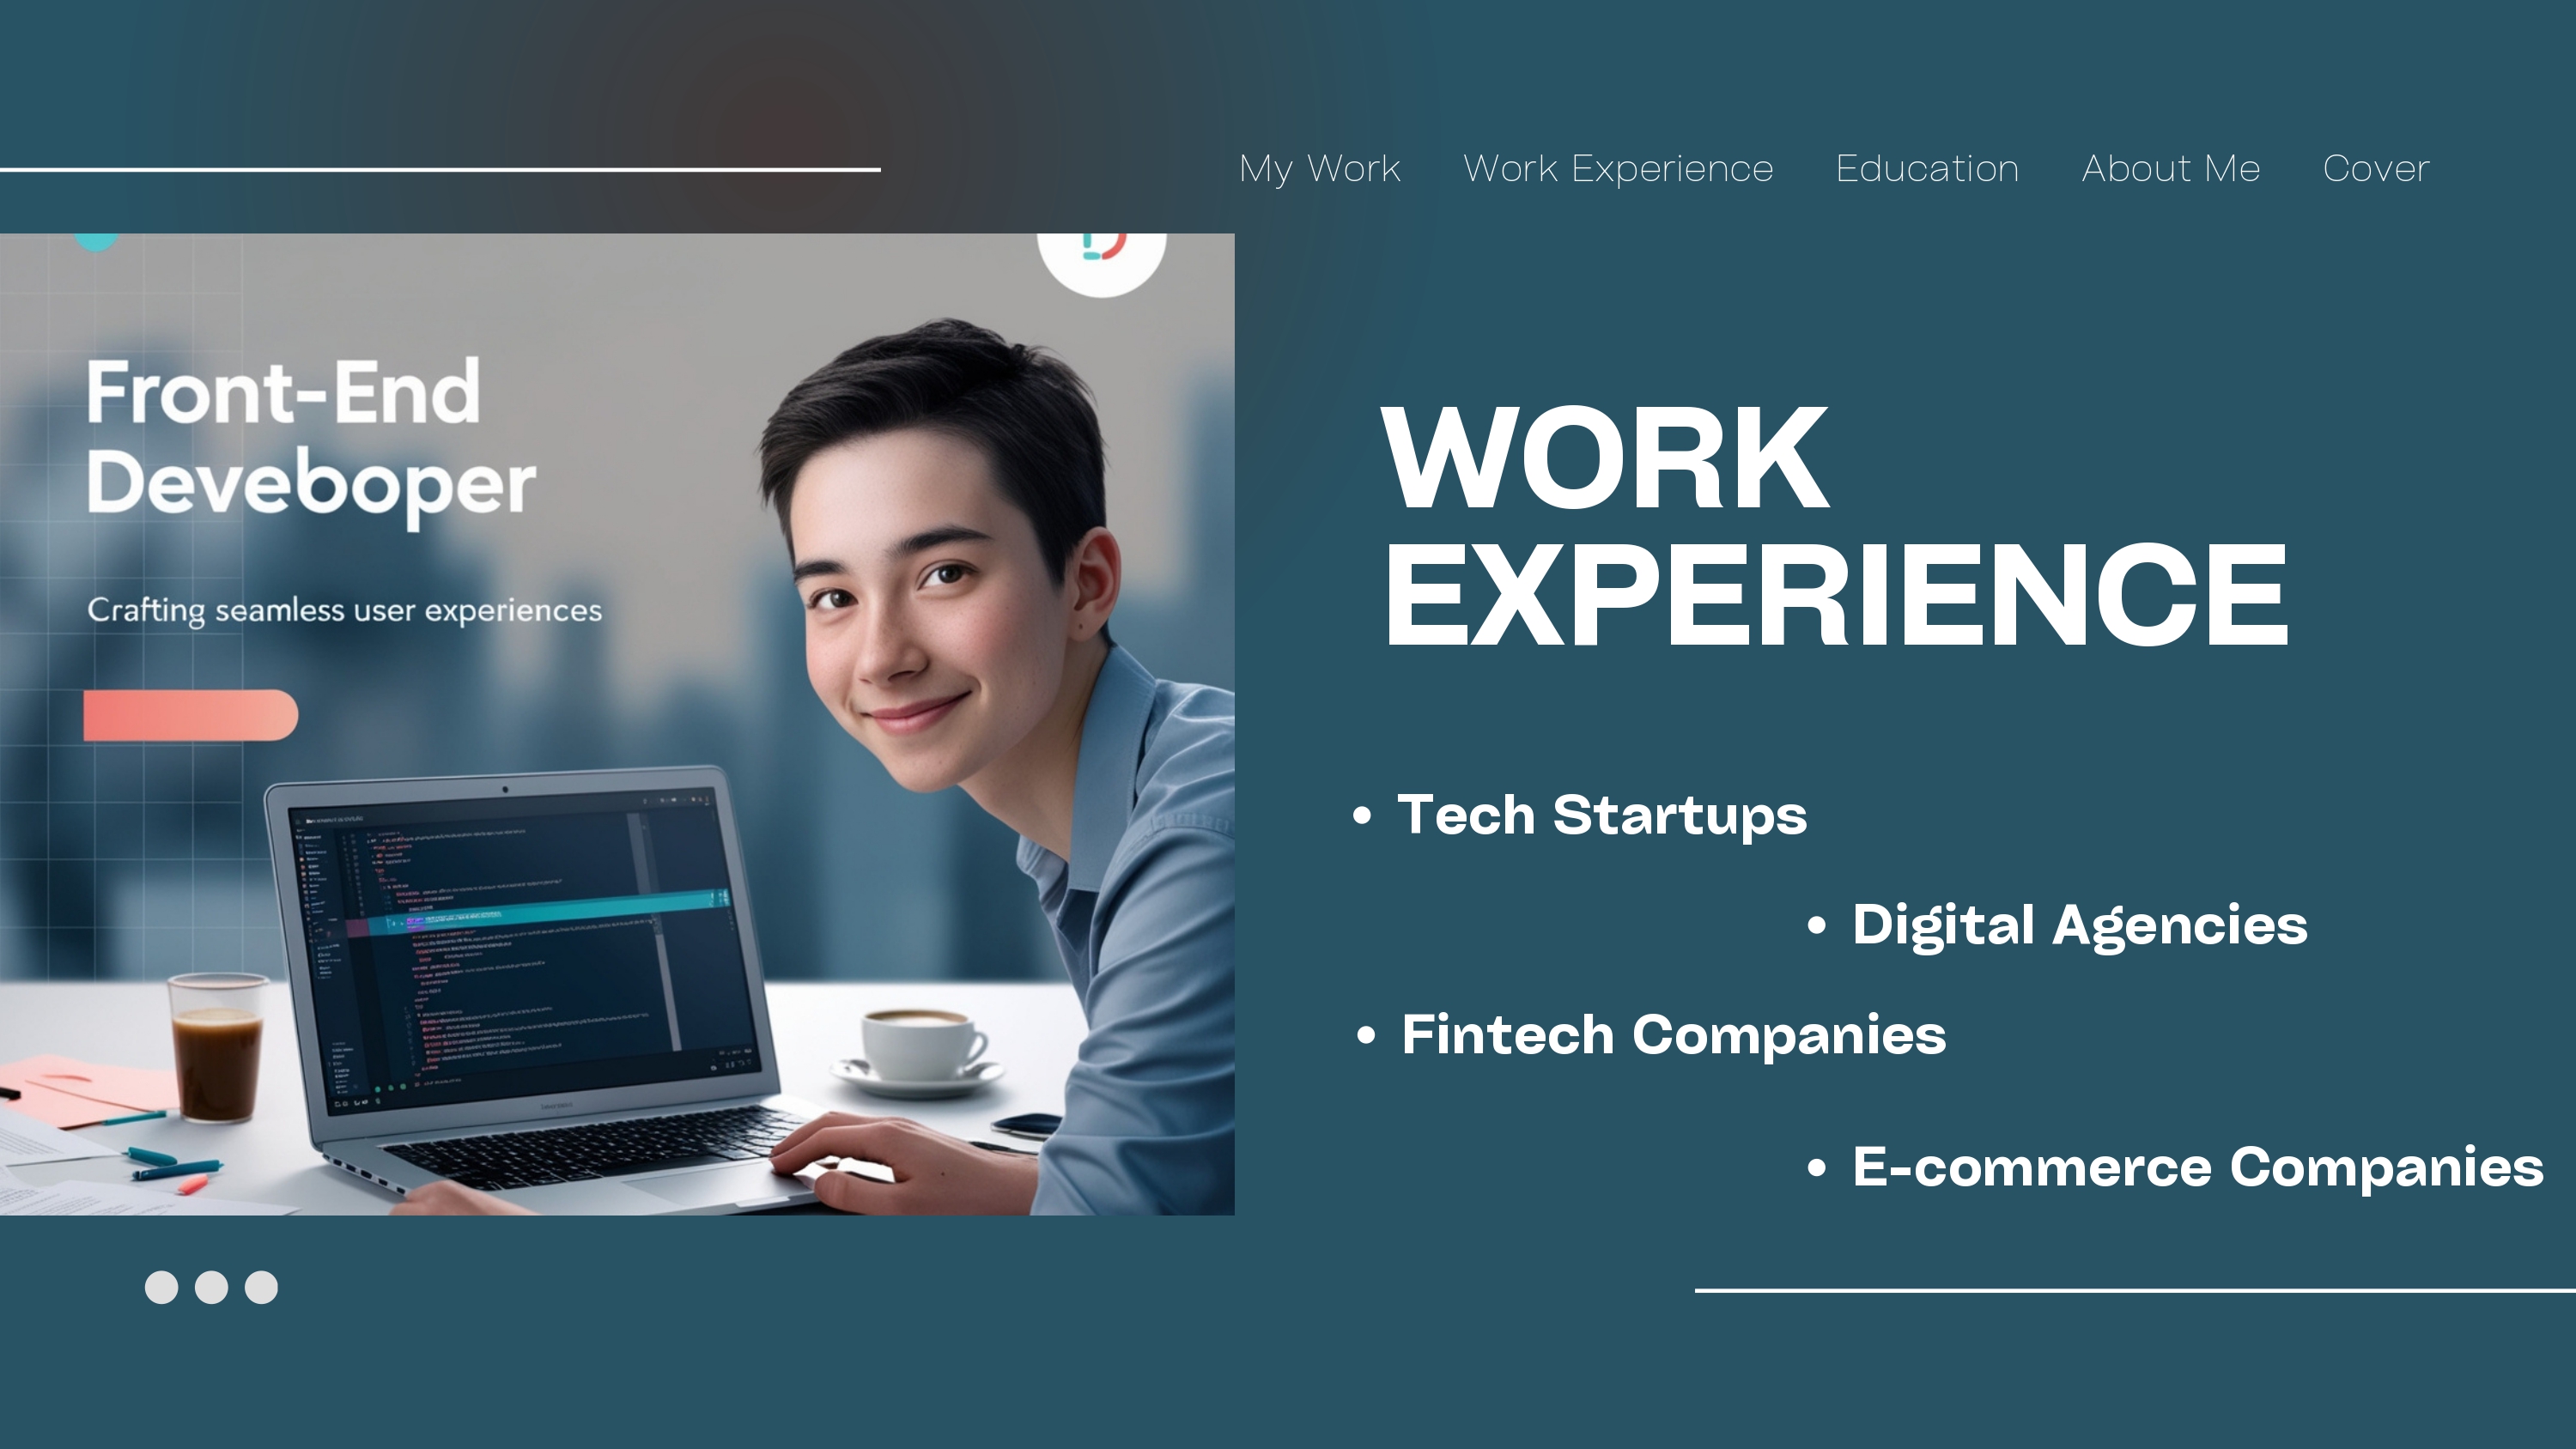 My Work Work Experience Education About Me Cover
Front-End
Deveboper
Crafting seamless user experiences
WORK
EXPERIENCE
• Tech Startups
• Digital Agencies
• Fintech Companies
• E-commerce Companies